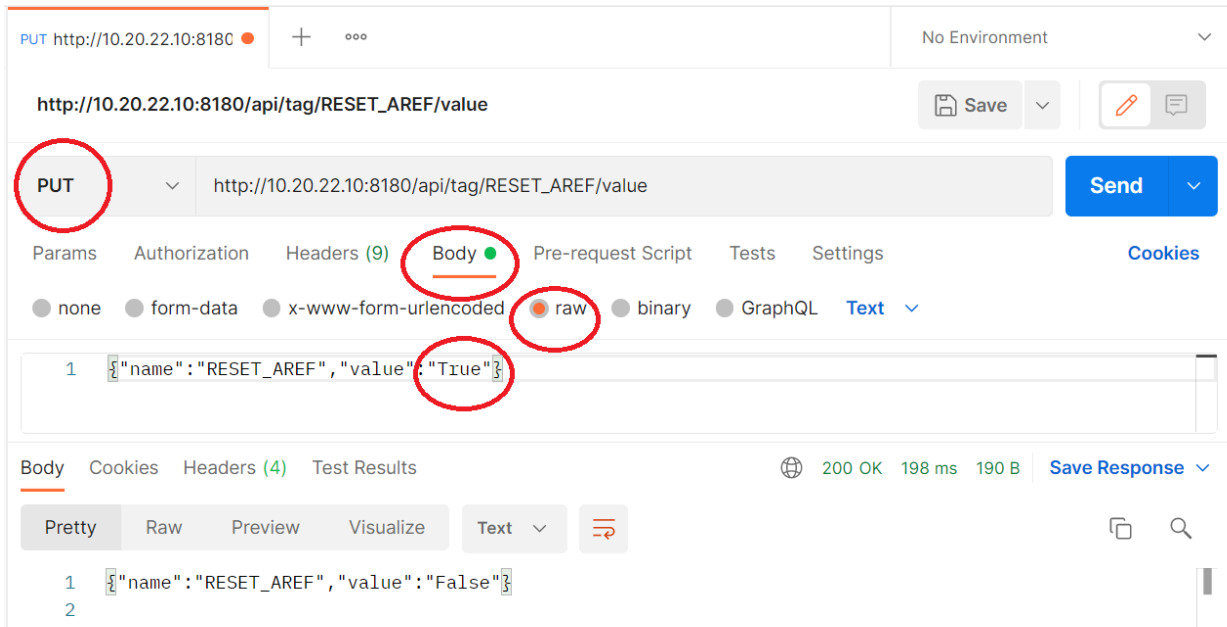 PUT http://10.20.22.10:8180 No Environment
http://10.20.22.10:8180/api/tag/RESET_AREF/value Save
PUT http://10.20.22.10:8180/api/tag/RESET_AREF/value Send
Params Authorization Headers (9) Body Pre-request Script Tests Settings Cookies
none form-data x-www-form-urlencoded raw binary GraphQL Text
1 {"name":"RESET_AREF","value":"True"}
Body Cookies Headers (4) Test Results 200 OK 198 ms 190 B Save Response
Pretty Raw Preview Visualize Text
1 {"name":"RESET_AREF","value":"False"}
2